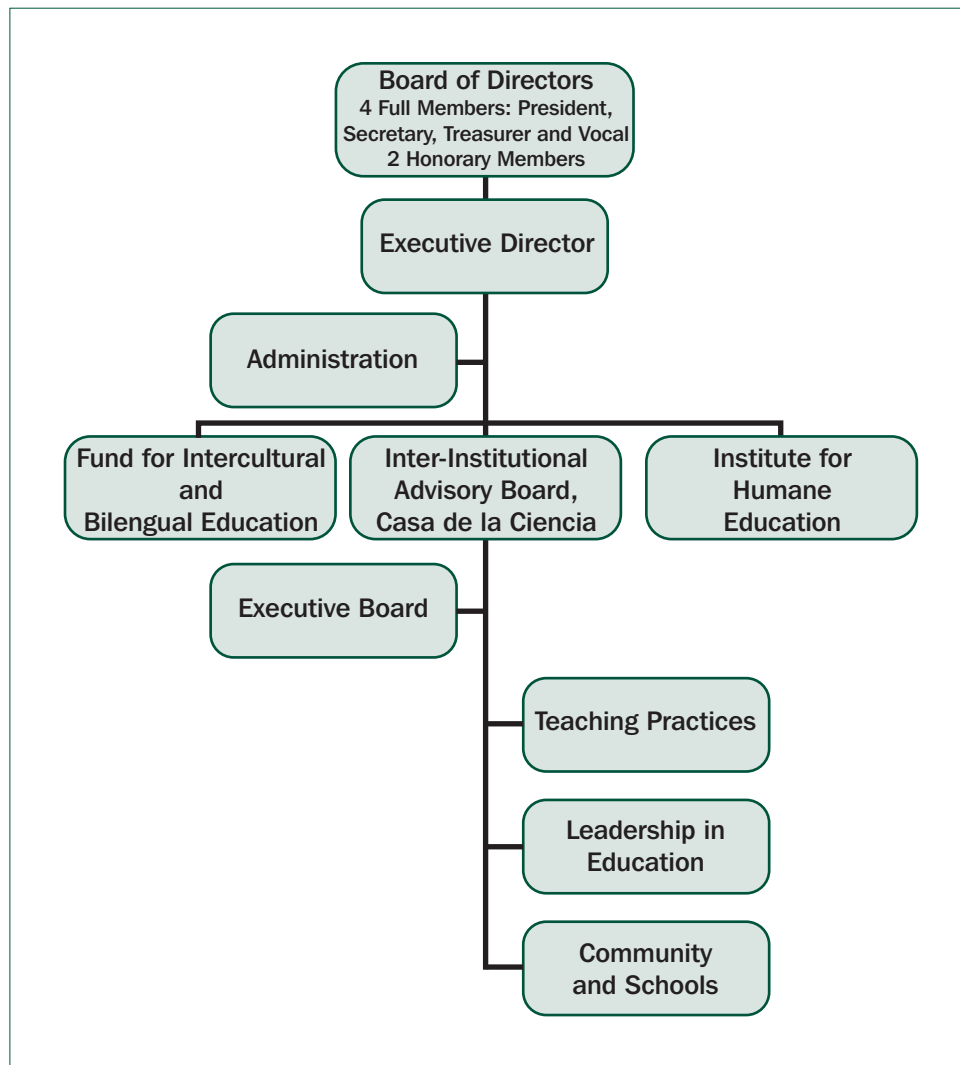 Board of Directors
4 Full Members: President,
Secretary, Treasurer and Vocal
2 Honorary Members
Executive Director
Administration
Fund for Intercultural
and
Bilengual Education
Inter-Institutional
Advisory Board,
Casa de la Ciencia
Institute for
Humane
Education
Executive Board
Teaching Practices
Leadership in
Education
Community
and Schools